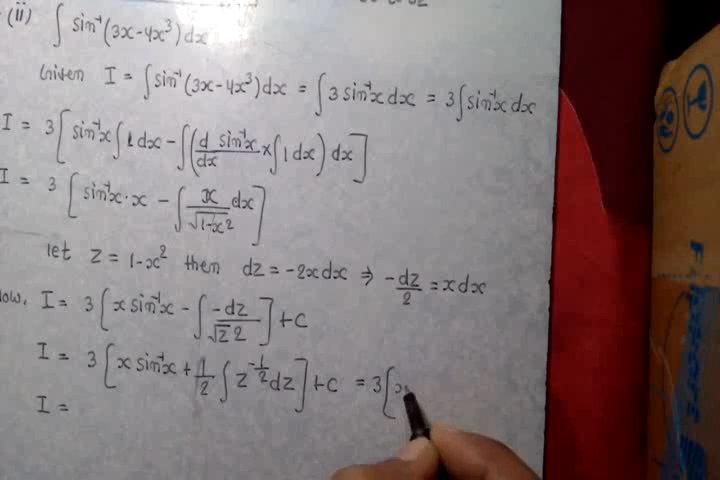 (ii) ∫ sin⁻¹(3x-4x³)dx
Given I = ∫sin⁻¹(3x-4x³)dx = ∫3 sin⁻¹x dx = 3∫sin⁻¹x dx
I = 3[sin⁻¹x ∫1 dx - ∫(d/dx sin⁻¹x × ∫1 dx) dx]
I = 3[sin⁻¹x · x - ∫ x/√(1-x²) dx]
let z = 1-x² then dz = -2x dx ⇒ -dz/2 = x dx
Now, I = 3[x sin⁻¹x - ∫ -dz/(√z 2)] + c
I = 3[x sin⁻¹x + 1/2 ∫ z^(-1/2) dz] + c = 3[x
I =